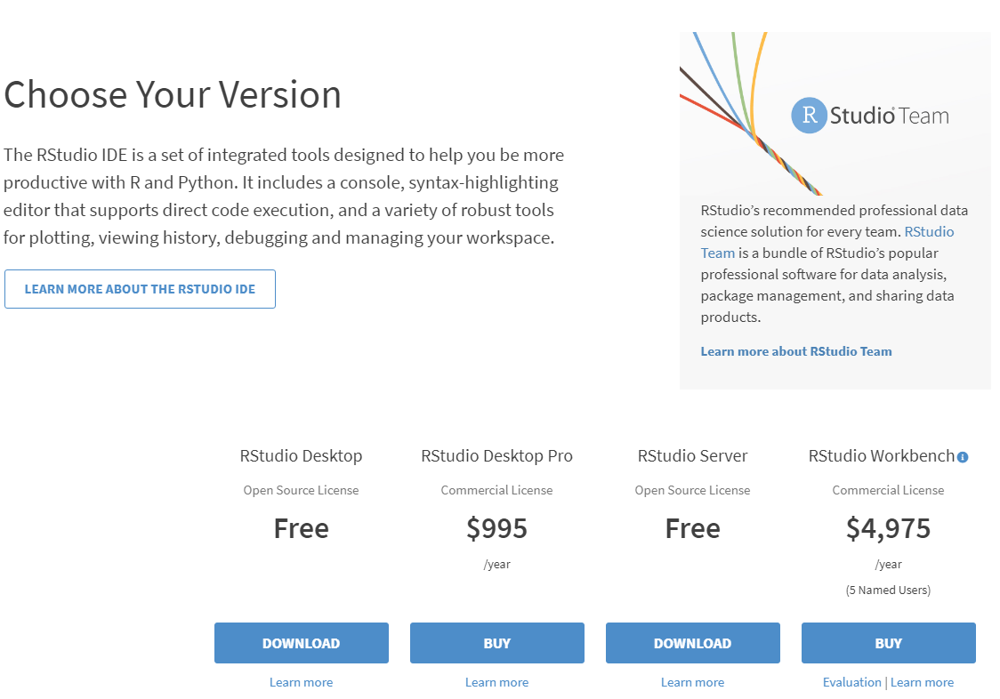 Choose Your Version
The RStudio IDE is a set of integrated tools designed to help you be more
productive with R and Python. It includes a console, syntax-highlighting
editor that supports direct code execution, and a variety of robust tools
for plotting, viewing history, debugging and managing your workspace.
LEARN MORE ABOUT THE RSTUDIO IDE
R Studio® Team
RStudio’s recommended professional data
science solution for every team. RStudio
Team is a bundle of RStudio’s popular
professional software for data analysis,
package management, and sharing data
products.
Learn more about RStudio Team
RStudio Desktop
Open Source License
Free
DOWNLOAD
Learn more
RStudio Desktop Pro
Commercial License
$995
/year
BUY
Learn more
RStudio Server
Open Source License
Free
DOWNLOAD
Learn more
RStudio Workbench i
Commercial License
$4,975
/year
(5 Named Users)
BUY
Evaluation | Learn more